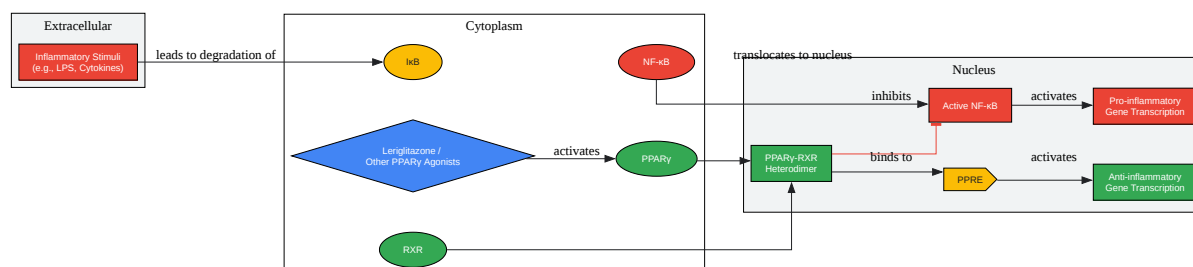 Extracellular
Inflammatory Stimuli
(e.g., LPS, Cytokines)
leads to degradation of
Cytoplasm
IκB
NF-κB
Leriglitazone /
Other PPARγ Agonists
activates
PPARγ
RXR
translocates to nucleus
Nucleus
inhibits
Active NF-κB
activates
Pro-inflammatory
Gene Transcription
PPARγ-RXR
Heterodimer
binds to
PPRE
activates
Anti-inflammatory
Gene Transcription